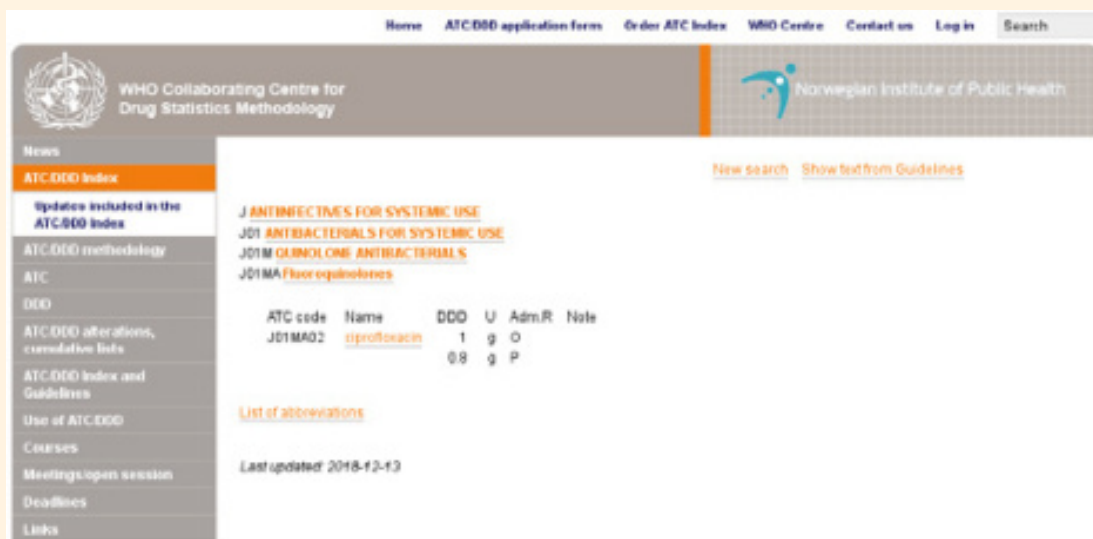 Home ATC/DDD application form Order ATC Index WHO Centre Contact us Log in Search
WHO Collaborating Centre for
Drug Statistics Methodology
Norwegian Institute of Public Health
News
ATC/DDD Index
Updates included in the
ATC/DDD Index
ATC/DDD methodology
ATC
DDD
ATC/DDD alterations,
cumulative lists
ATC/DDD Index and
Guidelines
Use of ATC/DDD
Courses
Meetings/open session
Deadlines
Links
New search Show text from Guidelines
J ANTIINFECTIVES FOR SYSTEMIC USE
J01 ANTIBACTERIALS FOR SYSTEMIC USE
J01M QUINOLONE ANTIBACTERIALS
J01MA Fluoroquinolones
ATC code Name DDD U Adm.R Note
J01MA02 ciprofloxacin 1 g O
0.8 g P
List of abbreviations
Last updated: 2018-12-13